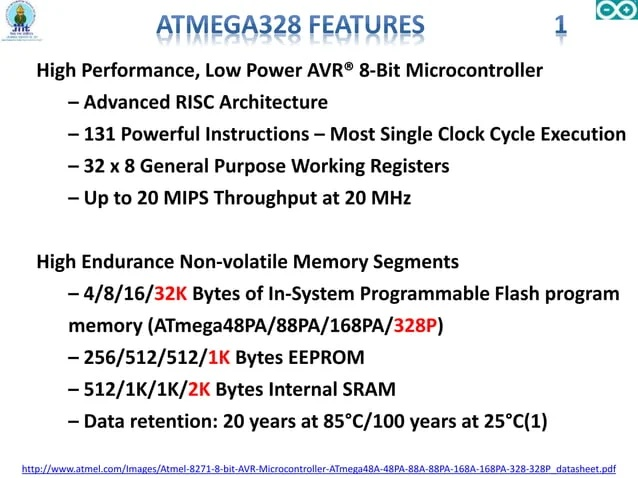 ATMEGA328 FEATURES 1
High Performance, Low Power AVR® 8-Bit Microcontroller
– Advanced RISC Architecture
– 131 Powerful Instructions – Most Single Clock Cycle Execution
– 32 x 8 General Purpose Working Registers
– Up to 20 MIPS Throughput at 20 MHz
High Endurance Non-volatile Memory Segments
– 4/8/16/32K Bytes of In-System Programmable Flash program
memory (ATmega48PA/88PA/168PA/328P)
– 256/512/512/1K Bytes EEPROM
– 512/1K/1K/2K Bytes Internal SRAM
– Data retention: 20 years at 85°C/100 years at 25°C(1)
http://www.atmel.com/Images/Atmel-8271-8-bit-AVR-Microcontroller-ATmega48A-48PA-88A-88PA-168A-168PA-328-328P_datasheet.pdf